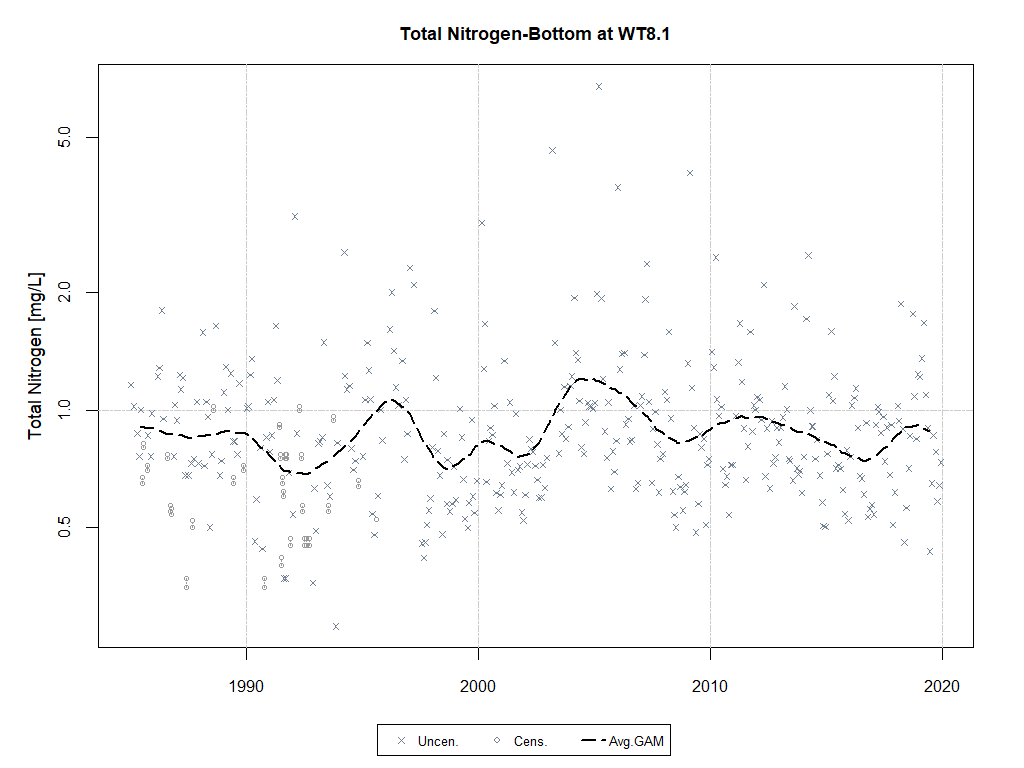 Total Nitrogen-Bottom at WT8.1
Total Nitrogen [mg/L]
5.0
2.0
1.0
0.5
1990 2000 2010 2020
Uncen. Cens. Avg.GAM